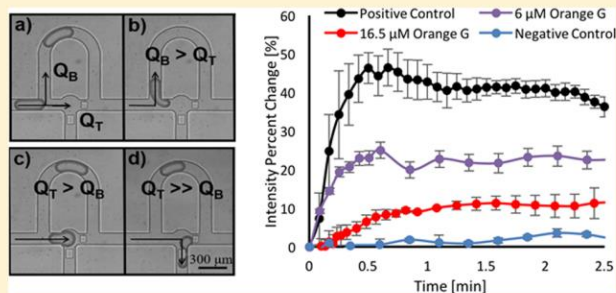 a)
Q_B
Q_T
b)
Q_B > Q_T
c)
Q_T > Q_B
d)
Q_T >> Q_B
300 µm
Positive Control
6 µM Orange G
16.5 µM Orange G
Negative Control
Intensity Percent Change [%]
60
50
40
30
20
10
0
0
0.5
1
1.5
2
2.5
Time [min]